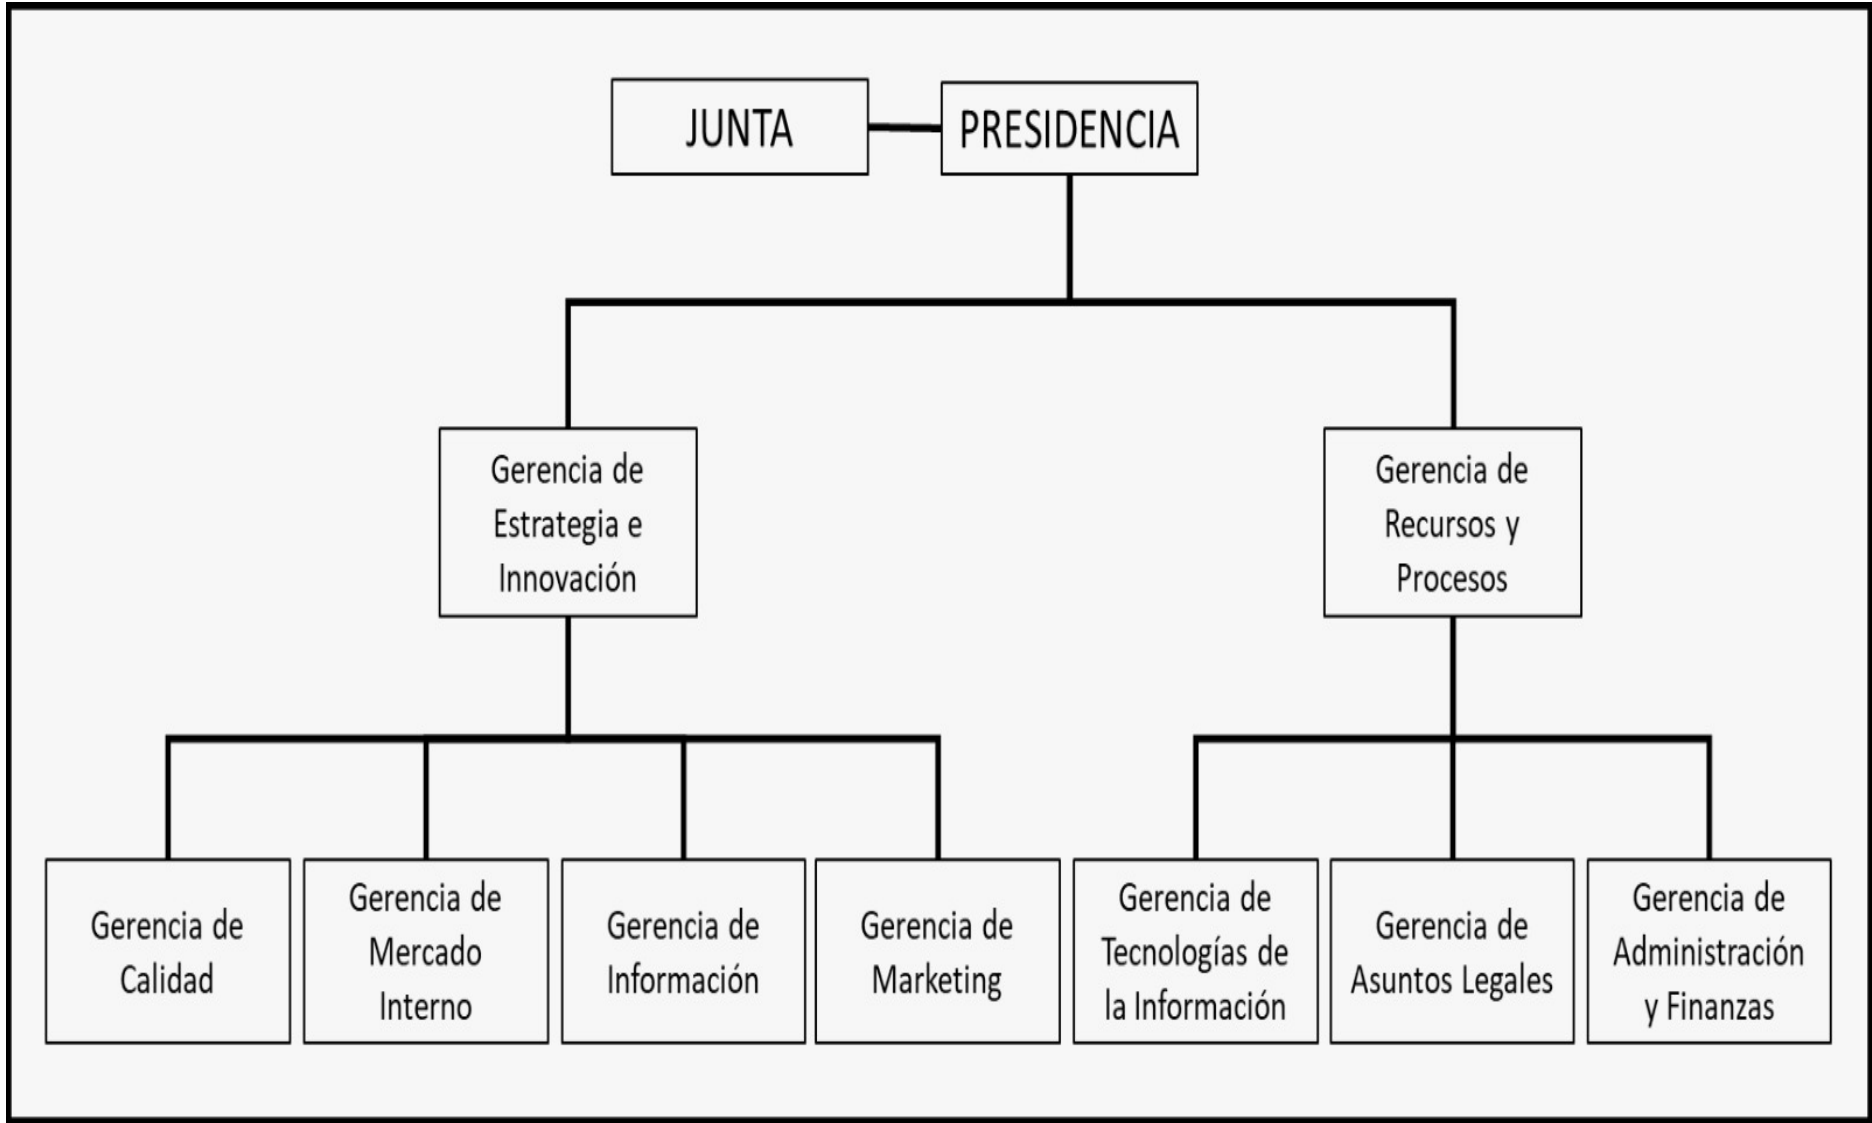 JUNTA
PRESIDENCIA
Gerencia de
Estrategia e
Innovación
Gerencia de
Recursos y
Procesos
Gerencia de
Calidad
Gerencia de
Mercado
Interno
Gerencia de
Información
Gerencia de
Marketing
Gerencia de
Tecnologías de
la Información
Gerencia de
Asuntos Legales
Gerencia de
Administración
y Finanzas